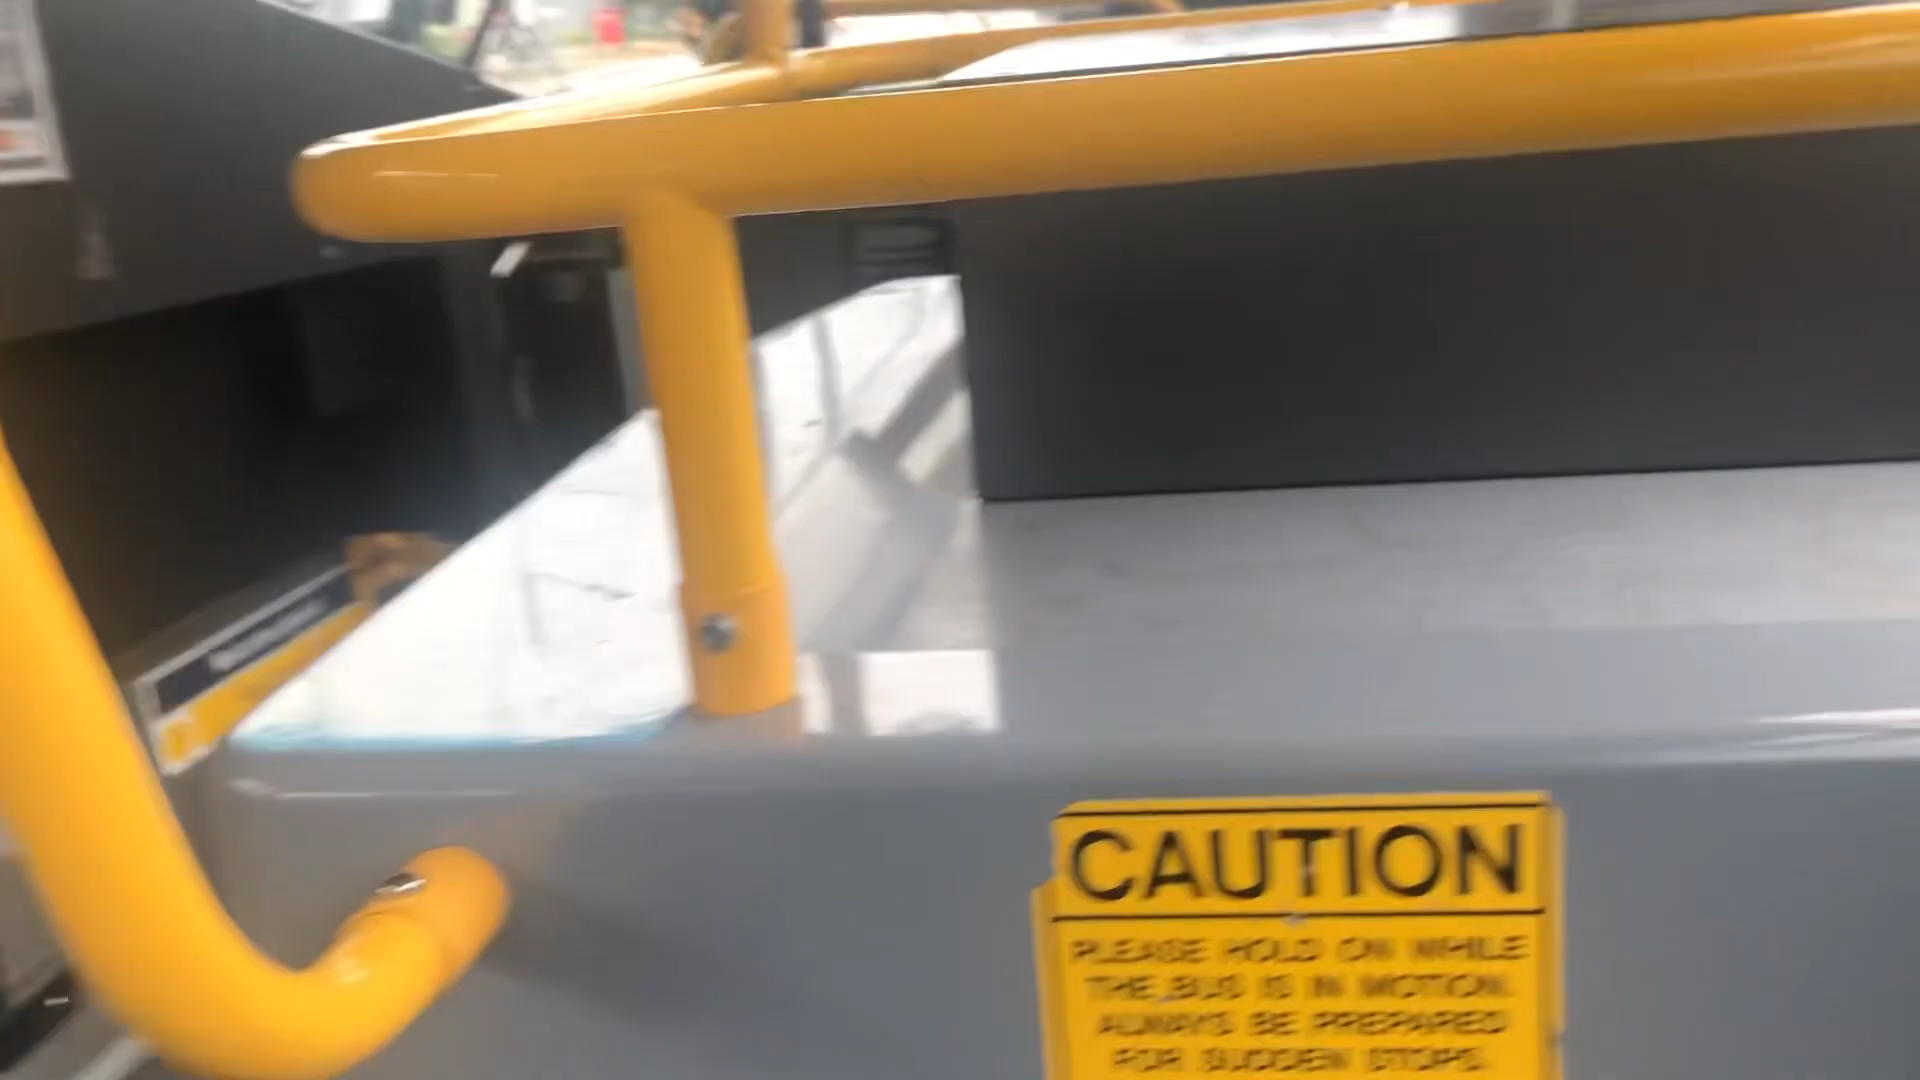 CAUTION
PLEASE HOLD ON WHILE
THE BUS IS IN MOTION.
ALWAYS BE PREPARED
FOR SUDDEN STOPS.